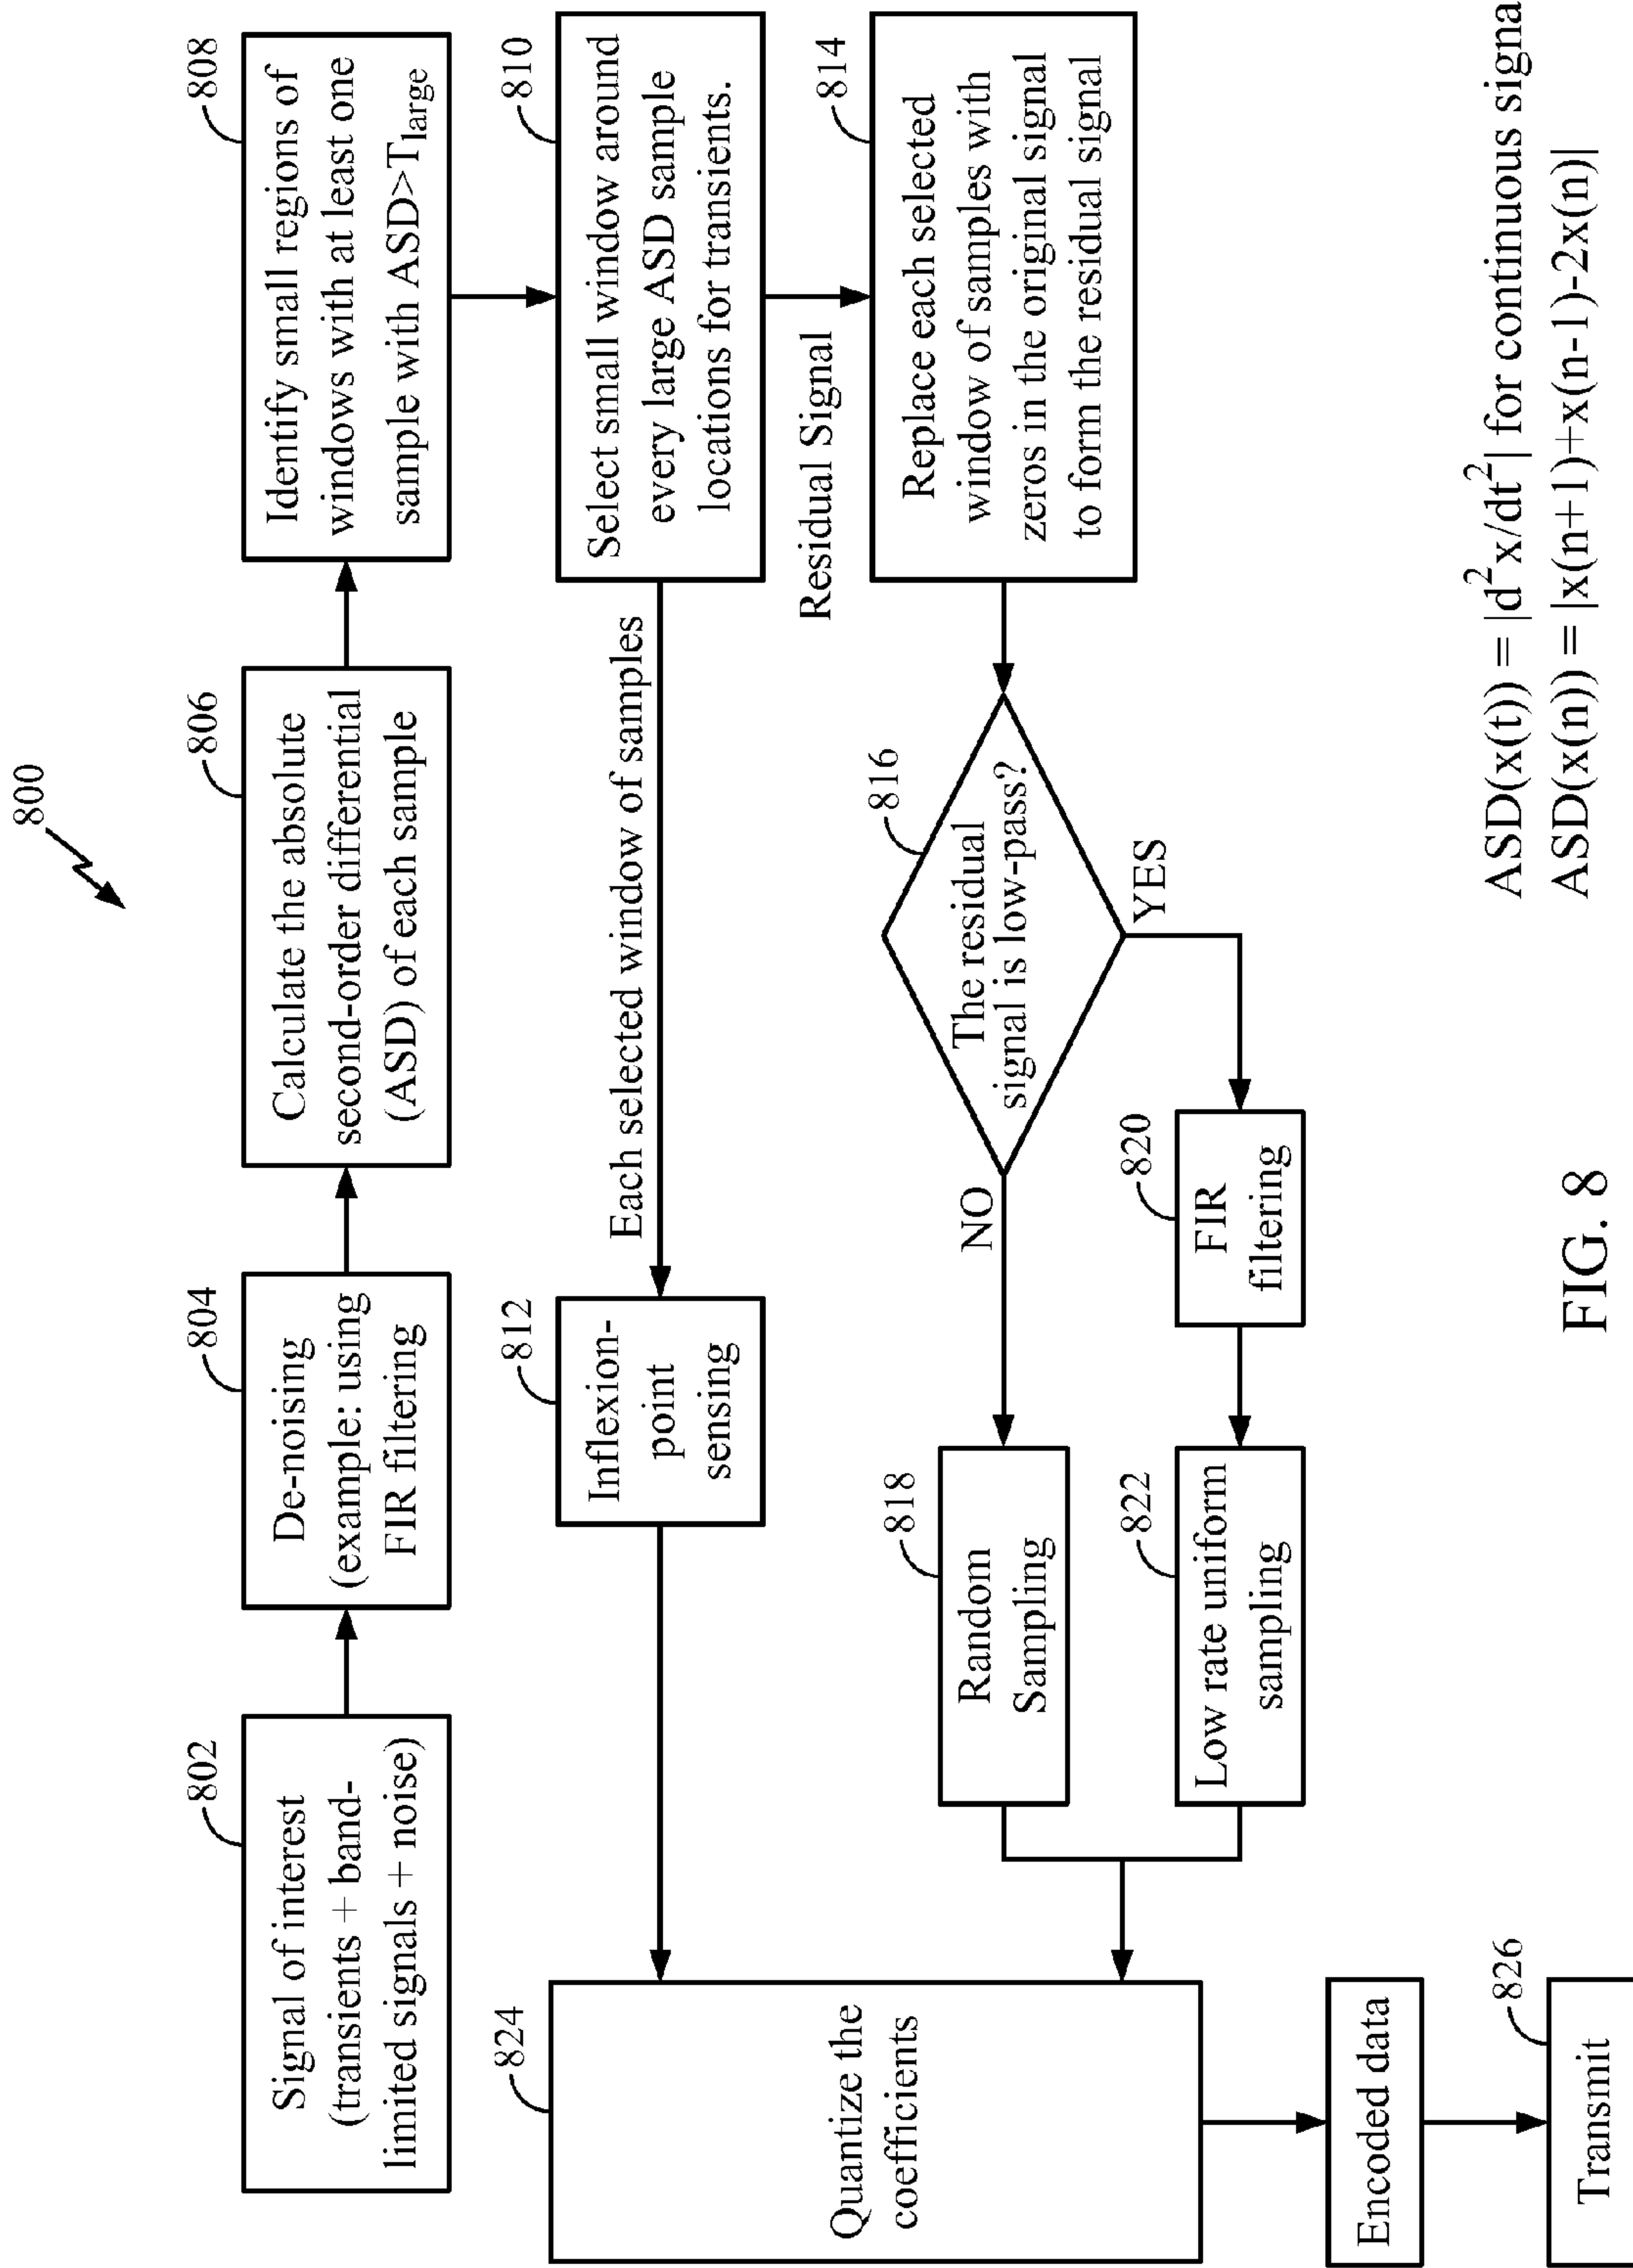 800
802
Signal of interest
(transients + band-
limited signals + noise)
804
De-noising
(example: using
FIR filtering
806
Calculate the absolute
second-order differential
(ASD) of each sample
808
Identify small regions of
windows with at least one
sample with ASD>T_large
810
Select small window around
every large ASD sample
locations for transients.
Each selected window of samples
812
Inflexion-
point
sensing
Residual Signal
814
Replace each selected
window of samples with
zeros in the original signal
to form the residual signal
816
The residual
signal is low-pass?
NO
YES
818
Random
Sampling
820
FIR
filtering
822
Low rate uniform
sampling
824
Quantize the
coefficients
Encoded data
826
Transmit
ASD(x(t)) = |d²x/dt²| for continuous signa
ASD(x(n)) = |x(n+1)+x(n-1)-2x(n)|
FIG. 8